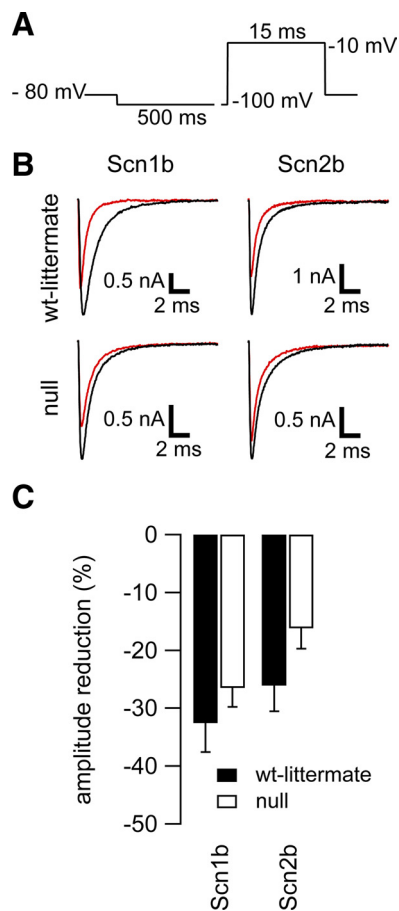 A
15 ms
- 80 mV
-10 mV
-100 mV
500 ms
B
Scn1b
Scn2b
wt-littermate
0.5 nA
2 ms
1 nA
2 ms
null
0.5 nA
2 ms
0.5 nA
2 ms
C
amplitude reduction (%)
0
-10
-20
-30
-40
-50
wt-littermate
null
Scn1b
Scn2b